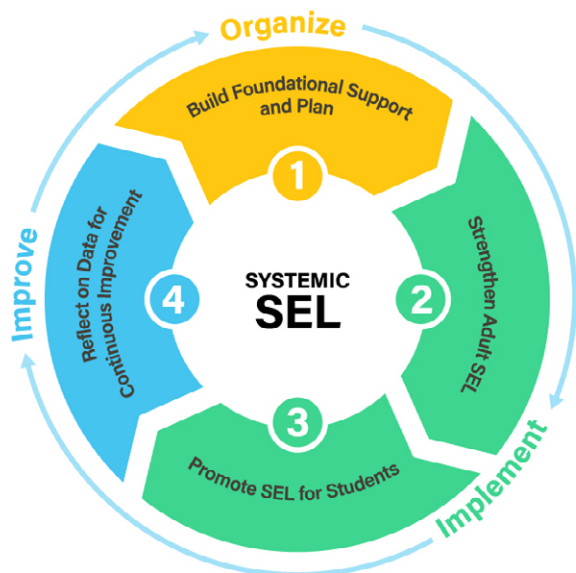 Organize
Build Foundational Support
and Plan
1
Strengthen Adult SEL
2
Implement
Promote SEL for Students
3
Improve
Reflect on Data for
Continuous Improvement
4
SYSTEMIC
SEL